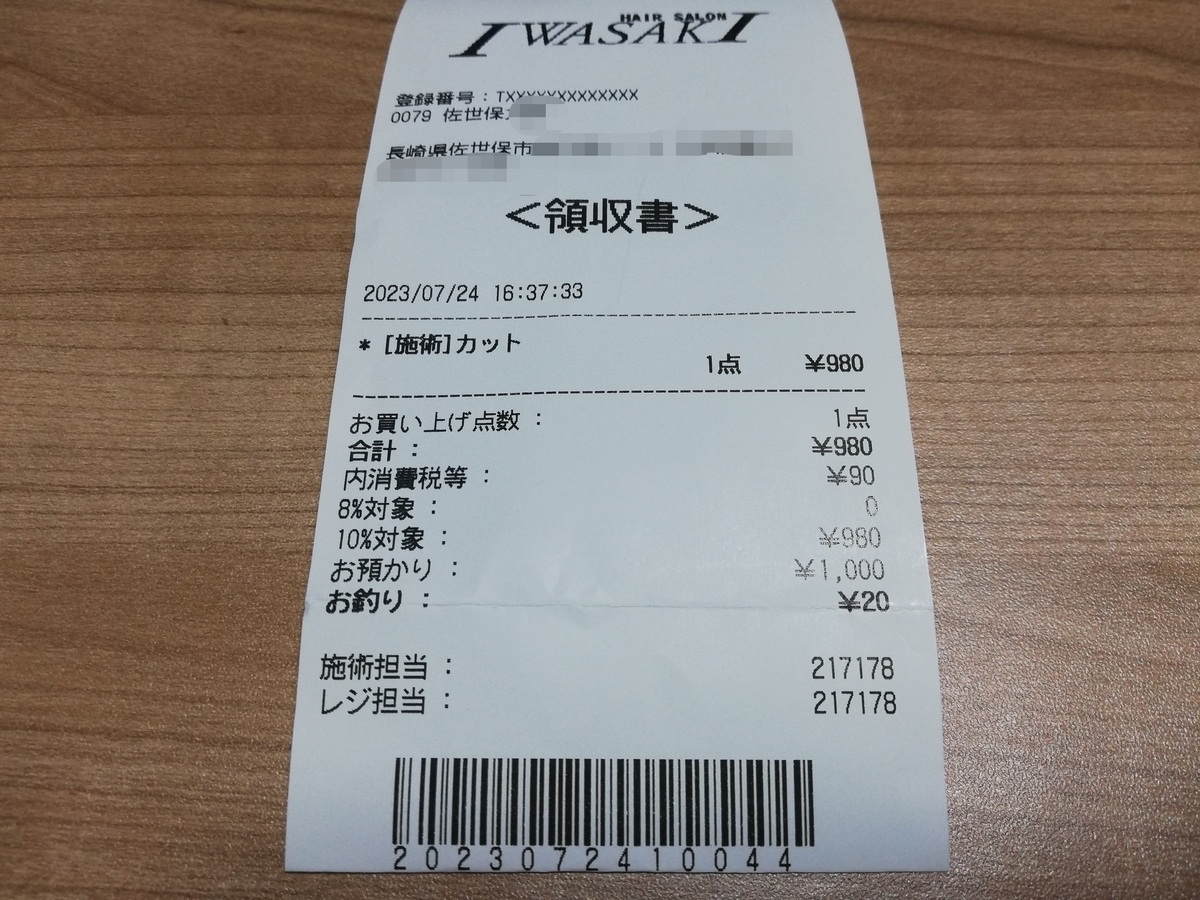 HAIR SALON
IWASAKI
登録番号：TXXXXXXXXXXXXX
0079 佐世保
長崎県佐世保市
＜領収書＞
2023/07/24 16:37:33
* [施術]カット
1点 ¥980
お買い上げ点数： 1点
合計： ¥980
内消費税等： ¥90
8%対象： 0
10%対象： ¥980
お預かり： ¥1,000
お釣り： ¥20
施術担当： 217178
レジ担当： 217178
2023072410044